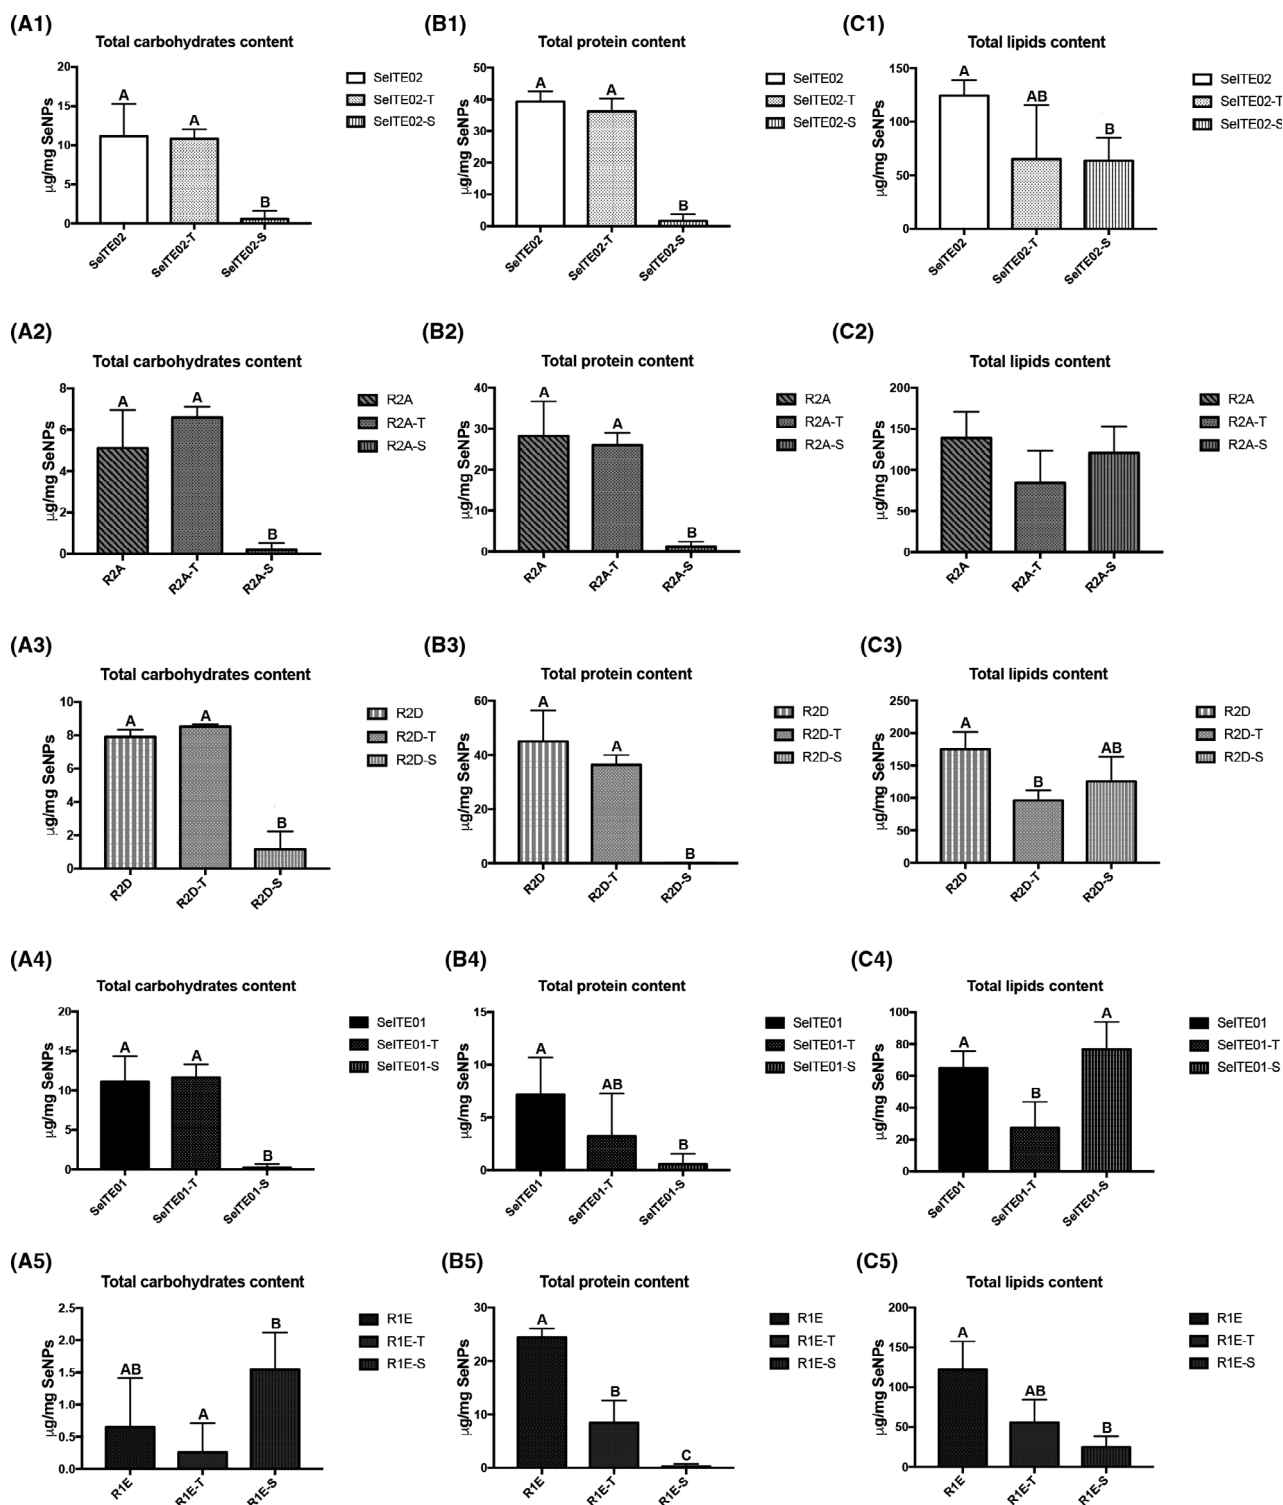 (A1)
Total carbohydrates content
μg/mg SeNPs
20
15
10
5
0
A
A
B
SeITE02
SeITE02-T
SeITE02-S
SeITE02
SeITE02-T
SeITE02-S
(B1)
Total protein content
50
40
30
20
10
0
A
A
B
SeITE02
SeITE02-T
SeITE02-S
SeITE02
SeITE02-T
SeITE02-S
(C1)
Total lipids content
μg/mg SeNPs
150
100
50
0
A
AB
B
SeITE02
SeITE02-T
SeITE02-S
SeITE02
SeITE02-T
SeITE02-S
(A2)
Total carbohydrates content
μg/mg SeNPs
8
6
4
2
0
A
A
B
R2A
R2A-T
R2A-S
R2A
R2A-T
R2A-S
(B2)
Total protein content
μg/mg SeNPs
40
30
20
10
0
A
A
B
R2A
R2A-T
R2A-S
R2A
R2A-T
R2A-S
(C2)
Total lipids content
μg/mg SeNPs
200
150
100
50
0
R2A
R2A-T
R2A-S
R2A
R2A-T
R2A-S
(A3)
Total carbohydrates content
μg/mg SeNPs
10
8
6
4
2
0
A
A
B
R2D
R2D-T
R2D-S
R2D
R2D-T
R2D-S
(B3)
Total protein content
μg/mg SeNPs
60
40
20
0
A
A
B
R2D
R2D-T
R2D-S
R2D
R2D-T
R2D-S
(C3)
Total lipids content
μg/mg SeNPs
250
200
150
100
50
0
A
B
AB
R2D
R2D-T
R2D-S
R2D
R2D-T
R2D-S
(A4)
Total carbohydrates content
μg/mg SeNPs
20
15
10
5
0
A
A
B
SeITE01
SeITE01-T
SeITE01-S
SeITE01
SeITE01-T
SeITE01-S
(B4)
Total protein content
μg/mg SeNPs
15
10
5
0
A
AB
B
SeITE01
SeITE01-T
SeITE01-S
SeITE01
SeITE01-T
SeITE01-S
(C4)
Total lipids content
μg/mg SeNPs
100
80
60
40
20
0
A
B
A
SeITE01
SeITE01-T
SeITE01-S
SeITE01
SeITE01-T
SeITE01-S
(A5)
Total carbohydrates content
μg/mg SeNPs
2.5
2.0
1.5
1.0
0.5
0.0
AB
A
B
R1E
R1E-T
R1E-S
R1E
R1E-T
R1E-S
(B5)
Total protein content
μg/mg SeNPs
30
20
10
0
A
B
C
R1E
R1E-T
R1E-S
R1E
R1E-T
R1E-S
(C5)
Total lipids content
μg/mg SeNPs
200
150
100
50
0
A
AB
B
R1E
R1E-T
R1E-S
R1E
R1E-T
R1E-S